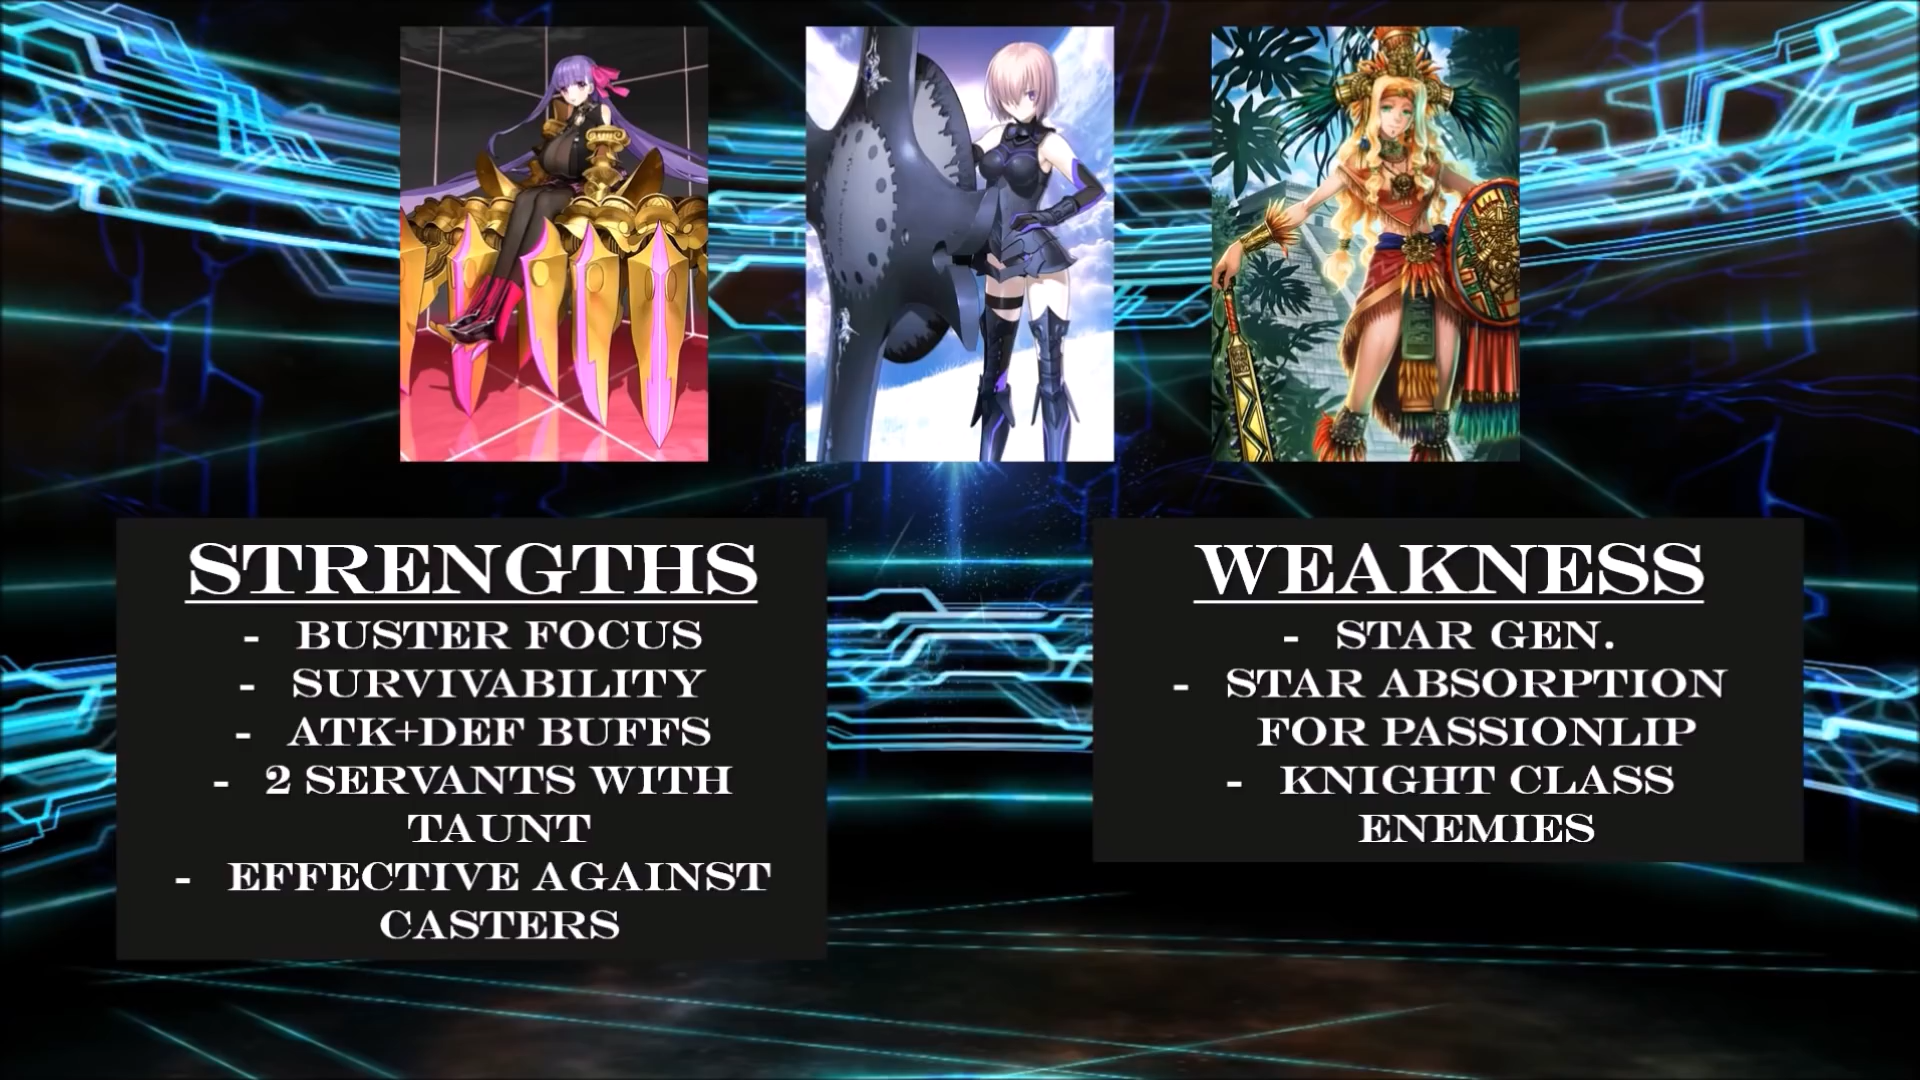 STRENGTHS
- BUSTER FOCUS
- SURVIVABILITY
- ATK+DEF BUFFS
- 2 SERVANTS WITH
TAUNT
- EFFECTIVE AGAINST
CASTERS
WEAKNESS
- STAR GEN.
- STAR ABSORPTION
FOR PASSIONLIP
- KNIGHT CLASS
ENEMIES